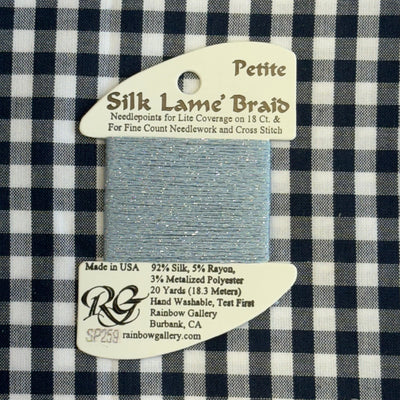 Petite
Silk Lame' Braid
Needlepoints for Lite Coverage on 18 Ct. &
For Fine Count Needlework and Cross Stitch
Made in USA
92% Silk, 5% Rayon,
3% Metalized Polyester
20 Yards (18.3 Meters)
Hand Washable, Test First
Rainbow Gallery
Burbank, CA
rainbowgallery.com
RG
SP259